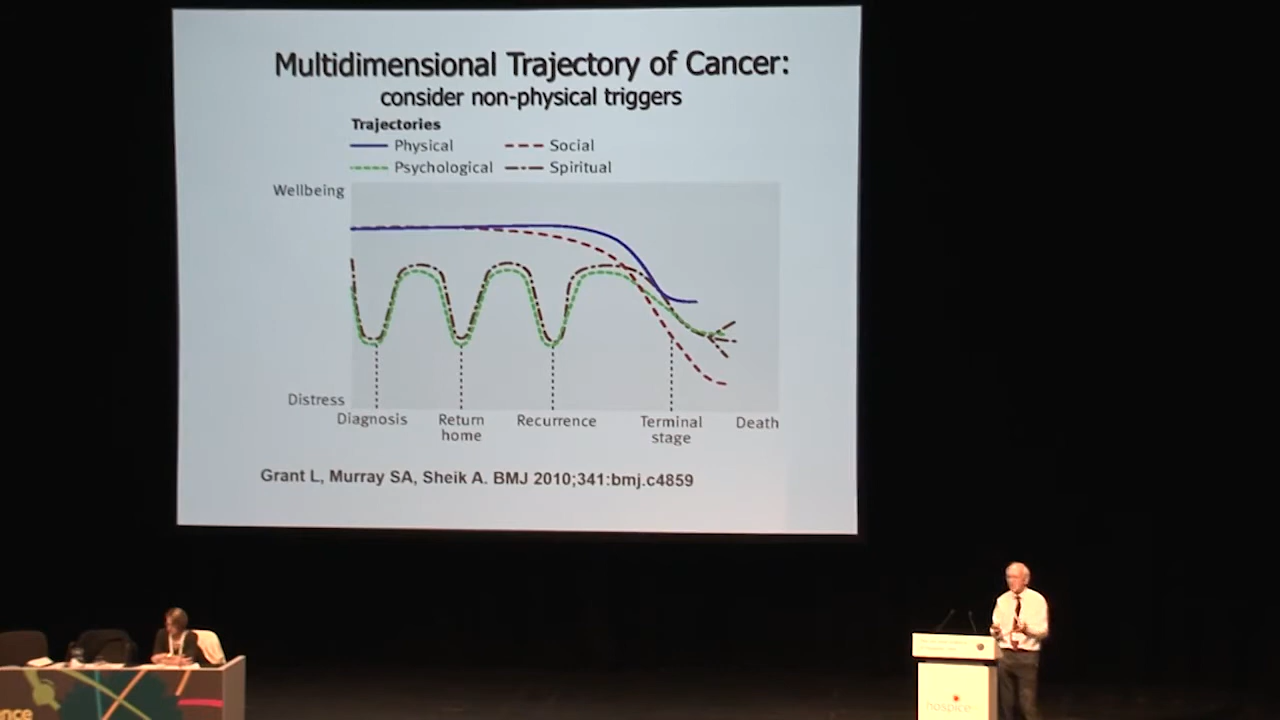 Multidimensional Trajectory of Cancer:
consider non-physical triggers
Trajectories
Physical
Social
Psychological
Spiritual
Wellbeing
Distress
Diagnosis
Return
home
Recurrence
Terminal
stage
Death
Grant L, Murray SA, Sheik A. BMJ 2010;341:bmj.c4859
nce
hospice